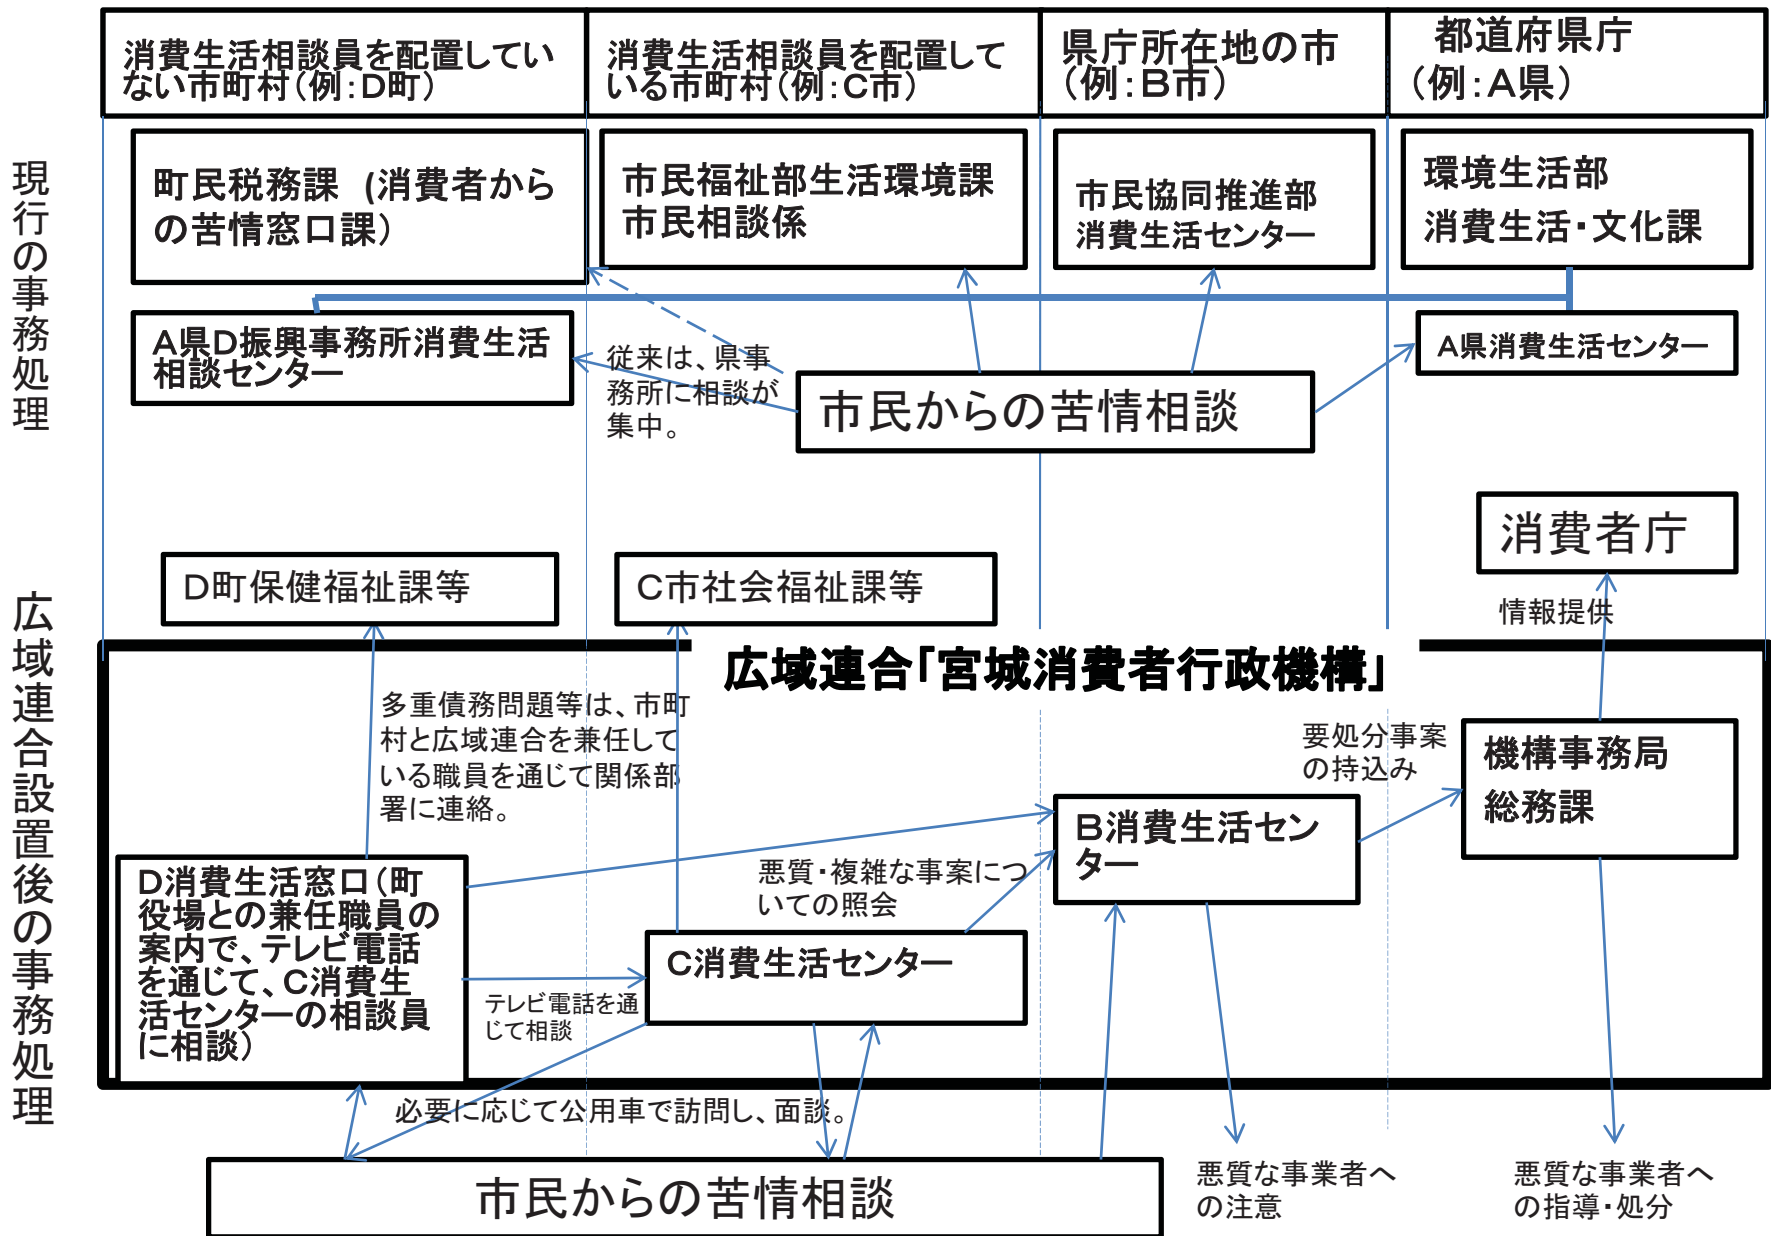 消費生活相談員を配置してい
ない市町村（例：D町）
消費生活相談員を配置して
いる市町村（例：C市）
県庁所在地の市
（例：B市）
都道府県庁
（例：A県）
現行の事務処理
町民税務課 (消費者から
の苦情窓口課）
市民福祉部生活環境課
市民相談係
市民協同推進部
消費生活センター
環境生活部
消費生活・文化課
A県D振興事務所消費生活
相談センター
従来は、県事
務所に相談が
集中。
市民からの苦情相談
A県消費生活センター
広域連合設置後の事務処理
D町保健福祉課等
C市社会福祉課等
消費者庁
情報提供
広域連合「宮城消費者行政機構」
多重債務問題等は、市町
村と広域連合を兼任して
いる職員を通じて関係部
署に連絡。
要処分事案
の持込み
機構事務局
総務課
B消費生活セン
ター
悪質・複雑な事案につ
いての照会
D消費生活窓口（町
役場との兼任職員の
案内で、テレビ電話
を通じて、C消費生
活センターの相談員
に相談）
C消費生活センター
テレビ電話を通
じて相談
必要に応じて公用車で訪問し、面談。
市民からの苦情相談
悪質な事業者へ
の注意
悪質な事業者へ
の指導・処分